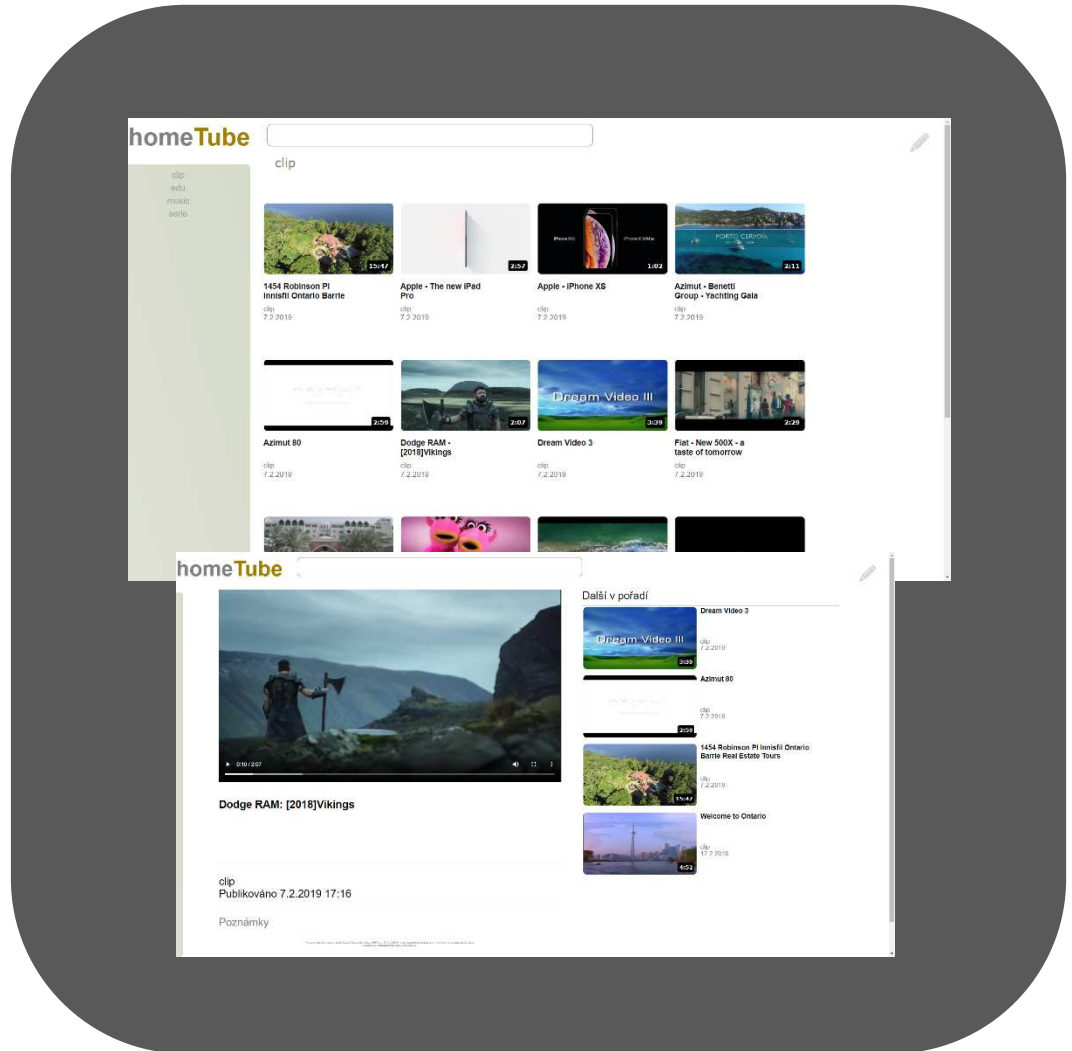 homeTube
clip
clip
edu
music
serie
15:47
2:57
iPhone XS
iPhone XS Max
1:02
PORTO CERVO
2:11
1454 Robinson Pl
Innisfil Ontario Barrie
clip
7.2.2019
Apple - The new iPad
Pro
clip
7.2.2019
Apple - iPhone XS
clip
7.2.2019
Azimut - Benetti
Group - Yachting Gala
clip
7.2.2019
2:59
2:07
Dream Video III
3:39
2:29
Azimut 80
clip
7.2.2019
Dodge RAM -
[2018]Vikings
clip
7.2.2019
Dream Video 3
clip
7.2.2019
Fiat - New 500X - a
taste of tomorrow
clip
7.2.2019
homeTube
0:10 / 2:07
Dodge RAM: [2018]Vikings
clip
Publikováno 7.2.2019 17:16
Poznámky
Další v pořadí
Dream Video III
3:39
Dream Video 3
clip
7.2.2019
2:59
Azimut 80
clip
7.2.2019
15:47
1454 Robinson Pl Innisfil Ontario
Barrie Real Estate Tours
clip
7.2.2019
4:52
Welcome to Ontario
clip
12.2.2019